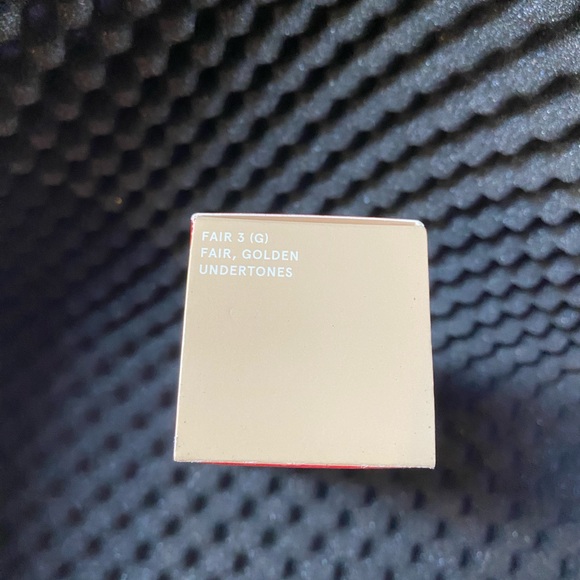 FAIR 3 (G)
FAIR, GOLDEN
UNDERTONES